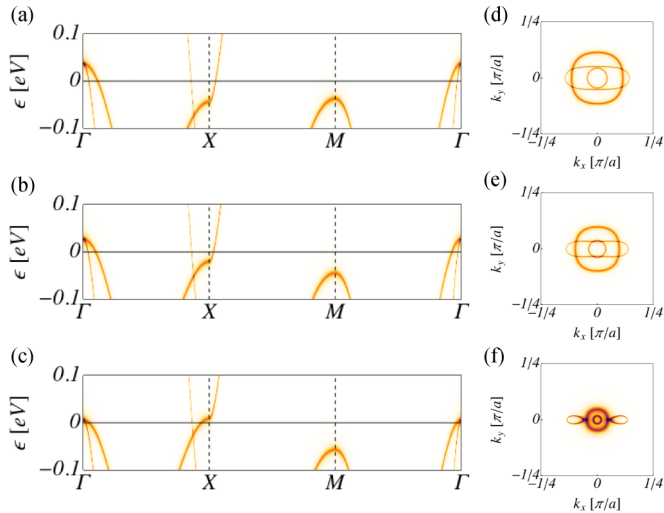 (a)
0.1
ϵ [eV]
0
−0.1
Γ
X
M
Γ
(d)
1/4
k_y [π/a]
0
−1/4
−1/4
0
1/4
k_x [π/a]
(b)
0.1
ϵ [eV]
0
−0.1
Γ
X
M
Γ
(e)
1/4
k_y [π/a]
0
−1/4
−1/4
0
1/4
k_x [π/a]
(c)
0.1
ϵ [eV]
0
−0.1
Γ
X
M
Γ
(f)
1/4
k_y [π/a]
0
−1/4
−1/4
0
1/4
k_x [π/a]